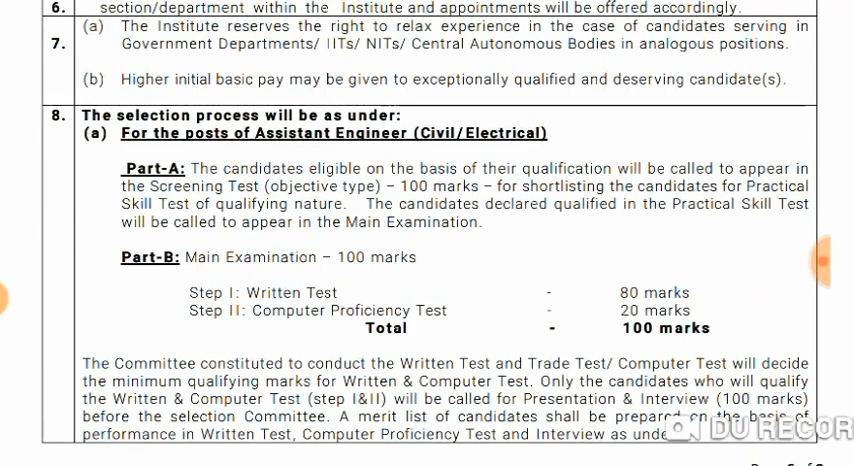 6. section/department within the Institute and appointments will be offered accordingly.
7. (a) The Institute reserves the right to relax experience in the case of candidates serving in
Government Departments/ IITs/ NITs/ Central Autonomous Bodies in analogous positions.
(b) Higher initial basic pay may be given to exceptionally qualified and deserving candidate(s).
8. The selection process will be as under:
(a) For the posts of Assistant Engineer (Civil/Electrical)
Part-A: The candidates eligible on the basis of their qualification will be called to appear in
the Screening Test (objective type) – 100 marks – for shortlisting the candidates for Practical
Skill Test of qualifying nature. The candidates declared qualified in the Practical Skill Test
will be called to appear in the Main Examination.
Part-B: Main Examination – 100 marks
Step I: Written Test - 80 marks
Step II: Computer Proficiency Test - 20 marks
Total - 100 marks
The Committee constituted to conduct the Written Test and Trade Test/ Computer Test will decide
the minimum qualifying marks for Written & Computer Test. Only the candidates who will qualify
the Written & Computer Test (step I&II) will be called for Presentation & Interview (100 marks)
before the selection Committee. A merit list of candidates shall be prepared on the basis of
performance in Written Test, Computer Proficiency Test and Interview as unde
DU RECOR